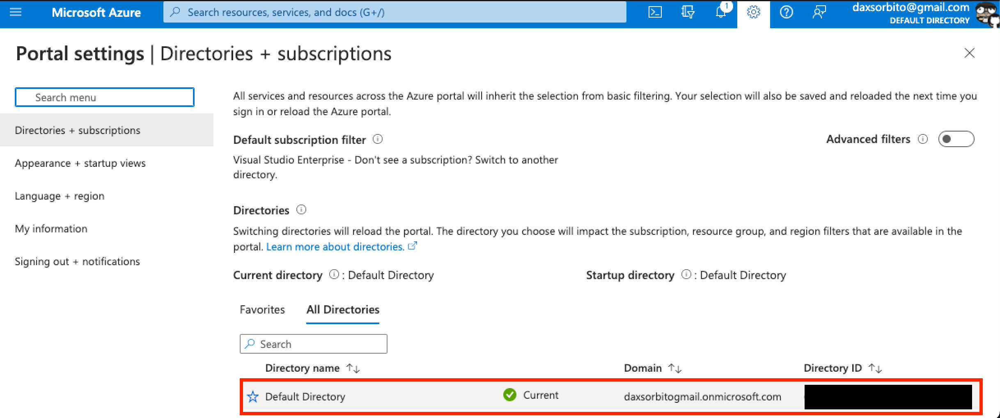 Microsoft Azure
Search resources, services, and docs (G+/)
1
daxsorbito@gmail.com
DEFAULT DIRECTORY
Portal settings | Directories + subscriptions
Search menu
Directories + subscriptions
Appearance + startup views
Language + region
My information
Signing out + notifications
All services and resources across the Azure portal will inherit the selection from basic filtering. Your selection will also be saved and reloaded the next time you
sign in or reload the Azure portal.
Default subscription filter
Advanced filters
Visual Studio Enterprise - Don't see a subscription? Switch to another
directory.
Directories
Switching directories will reload the portal. The directory you choose will impact the subscription, resource group, and region filters that are available in the
portal. Learn more about directories.
Current directory : Default Directory
Startup directory : Default Directory
Favorites
All Directories
Search
Directory name ↑↓
Domain ↑↓
Directory ID ↑↓
Default Directory
Current
daxsorbitogmail.onmicrosoft.com